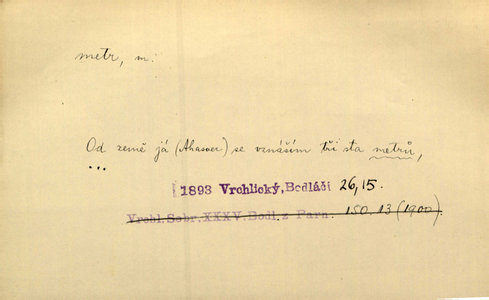 metr, m.
Od země já (Ahasver) se vznáším tři sta metrů,
...
1893 Vrchlický, Bodláčí 26,15.
Vrchl. Sebr. XXXV. Bodl. z Parn. 150. 13 (1900).